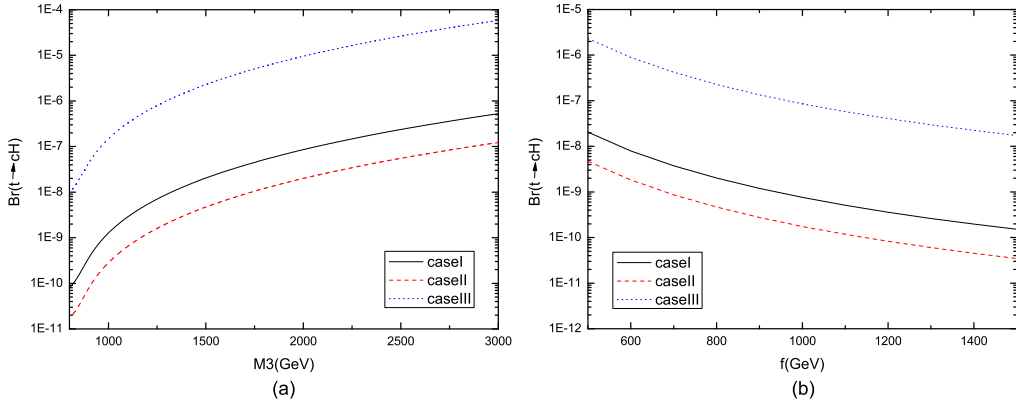 1E-4
1E-5
1E-6
1E-7
1E-8
1E-9
1E-10
1E-11
Br(t→cH)
1000 1500 2000 2500 3000
M3(GeV)
caseI
caseII
caseIII
(a)
1E-5
1E-6
1E-7
1E-8
1E-9
1E-10
1E-11
1E-12
Br(t→cH)
600 800 1000 1200 1400
f(GeV)
caseI
caseII
caseIII
(b)